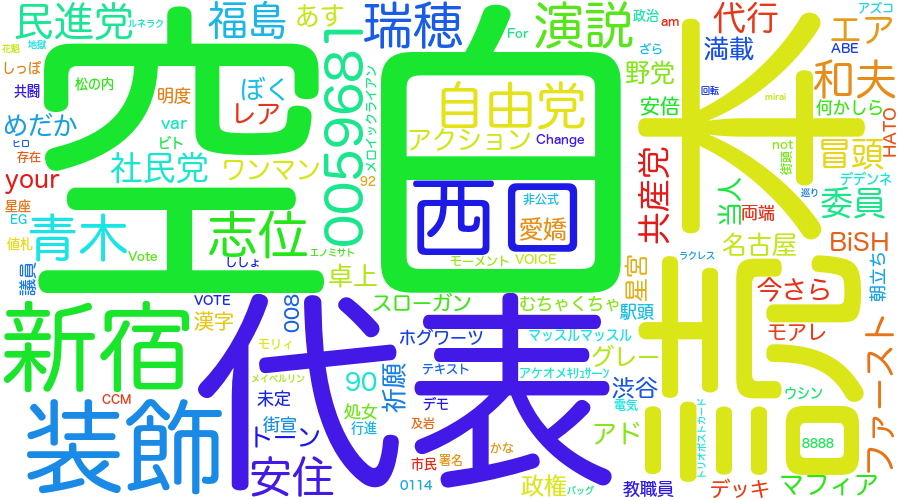 空白
代表
本
詞
新宿
装飾
005968１
西口
自由党
民進党
ルネラク
花魁
地獄
福島
あす
瑞穂
For
演説
政治
am
代行
アズコ
エア
しっぽ
松の内
ざら
満載
ABE
共闘
明度
ぼく
野党
回転
和夫
めだか
レア
メロイックライアン
安倍
mirai
何かしら
ヒロ
var
アクション
Change
not
HATO
存在
ビト
街頭
冒頭
社民党
ワンマン
共産党
デデンネ
your
92
非公式
当人
巡り
委員
星座
愛嬌
両端
EG
青木
志位
値札
名古屋
BiSH
Vote
エノミサト
モーメント
VOICE
ラクレス
議員
ししょ
卓上
星宮
朝立ち
VOTE
008
スローガン
むちゃくちゃ
駅頭
今さら
漢字
ホグワーツ
マッスルマッスル
モアレ
モリィ
グレー
ファースト
メイベルリン
90
祈願
テキスト
アケオメキリュサーン
渋谷
CCM
未定
処女
デモ
電気
ウシン
街宣
行進
及岩
アド
トリオポストカード
トーン
8888
安住
市民
署名
かな
0114
政権
バッグ
教職員
デッキ
マフィア